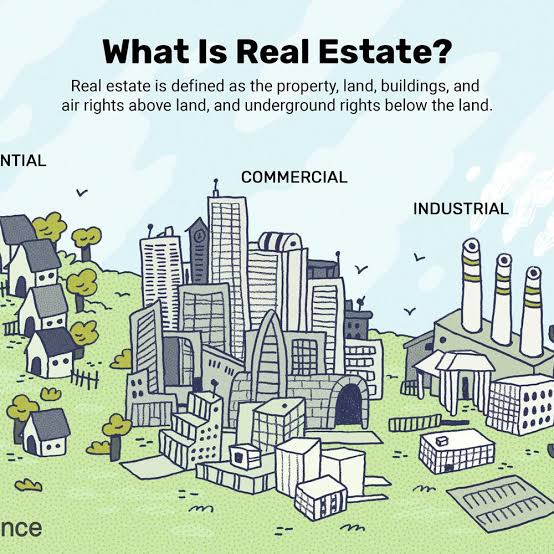 What Is Real Estate?
Real estate is defined as the property, land, buildings, and
air rights above land, and underground rights below the land.
NTIAL
COMMERCIAL
INDUSTRIAL
nce